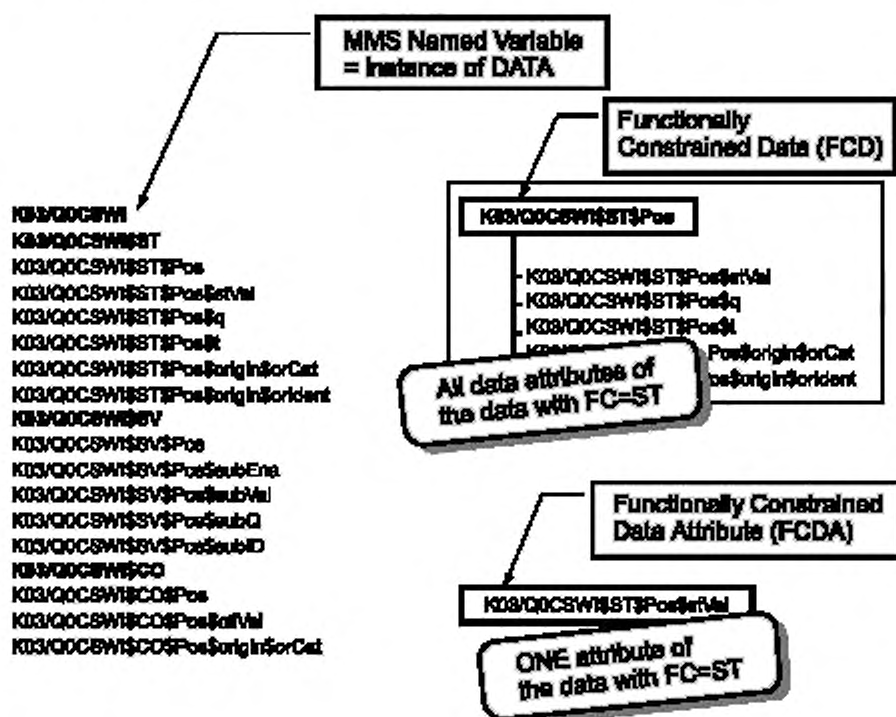 MMS Named Variable
= Instance of DATA
Functionally
Constrained Data (FCD)
K03/Q0CSWI
K03/Q0CSWI$ST
K03/Q0CSWI$ST$Pos
K03/Q0CSWI$ST$Pos$stVal
K03/Q0CSWI$ST$Pos$q
K03/Q0CSWI$ST$Pos$t
K03/Q0CSWI$ST$Pos$origin$orCat
K03/Q0CSWI$ST$Pos$origin$orIdent
K03/Q0CSWI$SV
K03/Q0CSWI$SV$Pos
K03/Q0CSWI$SV$Pos$subEna
K03/Q0CSWI$SV$Pos$subVal
K03/Q0CSWI$SV$Pos$subQ
K03/Q0CSWI$SV$Pos$subID
K03/Q0CSWI$CO
K03/Q0CSWI$CO$Pos
K03/Q0CSWI$CO$Pos$ctlVal
K03/Q0CSWI$CO$Pos$origin$orCat
K03/Q0CSWI$ST$Pos
K03/Q0CSWI$ST$Pos$stVal
K03/Q0CSWI$ST$Pos$q
K03/Q0CSWI$ST$Pos$t
Pos$origin$orCat
Pos$origin$orIdent
All data attributes of
the data with FC=ST
Functionally Constrained
Data Attribute (FCDA)
K03/Q0CSWI$ST$Pos$stVal
ONE attribute of
the data with FC=ST